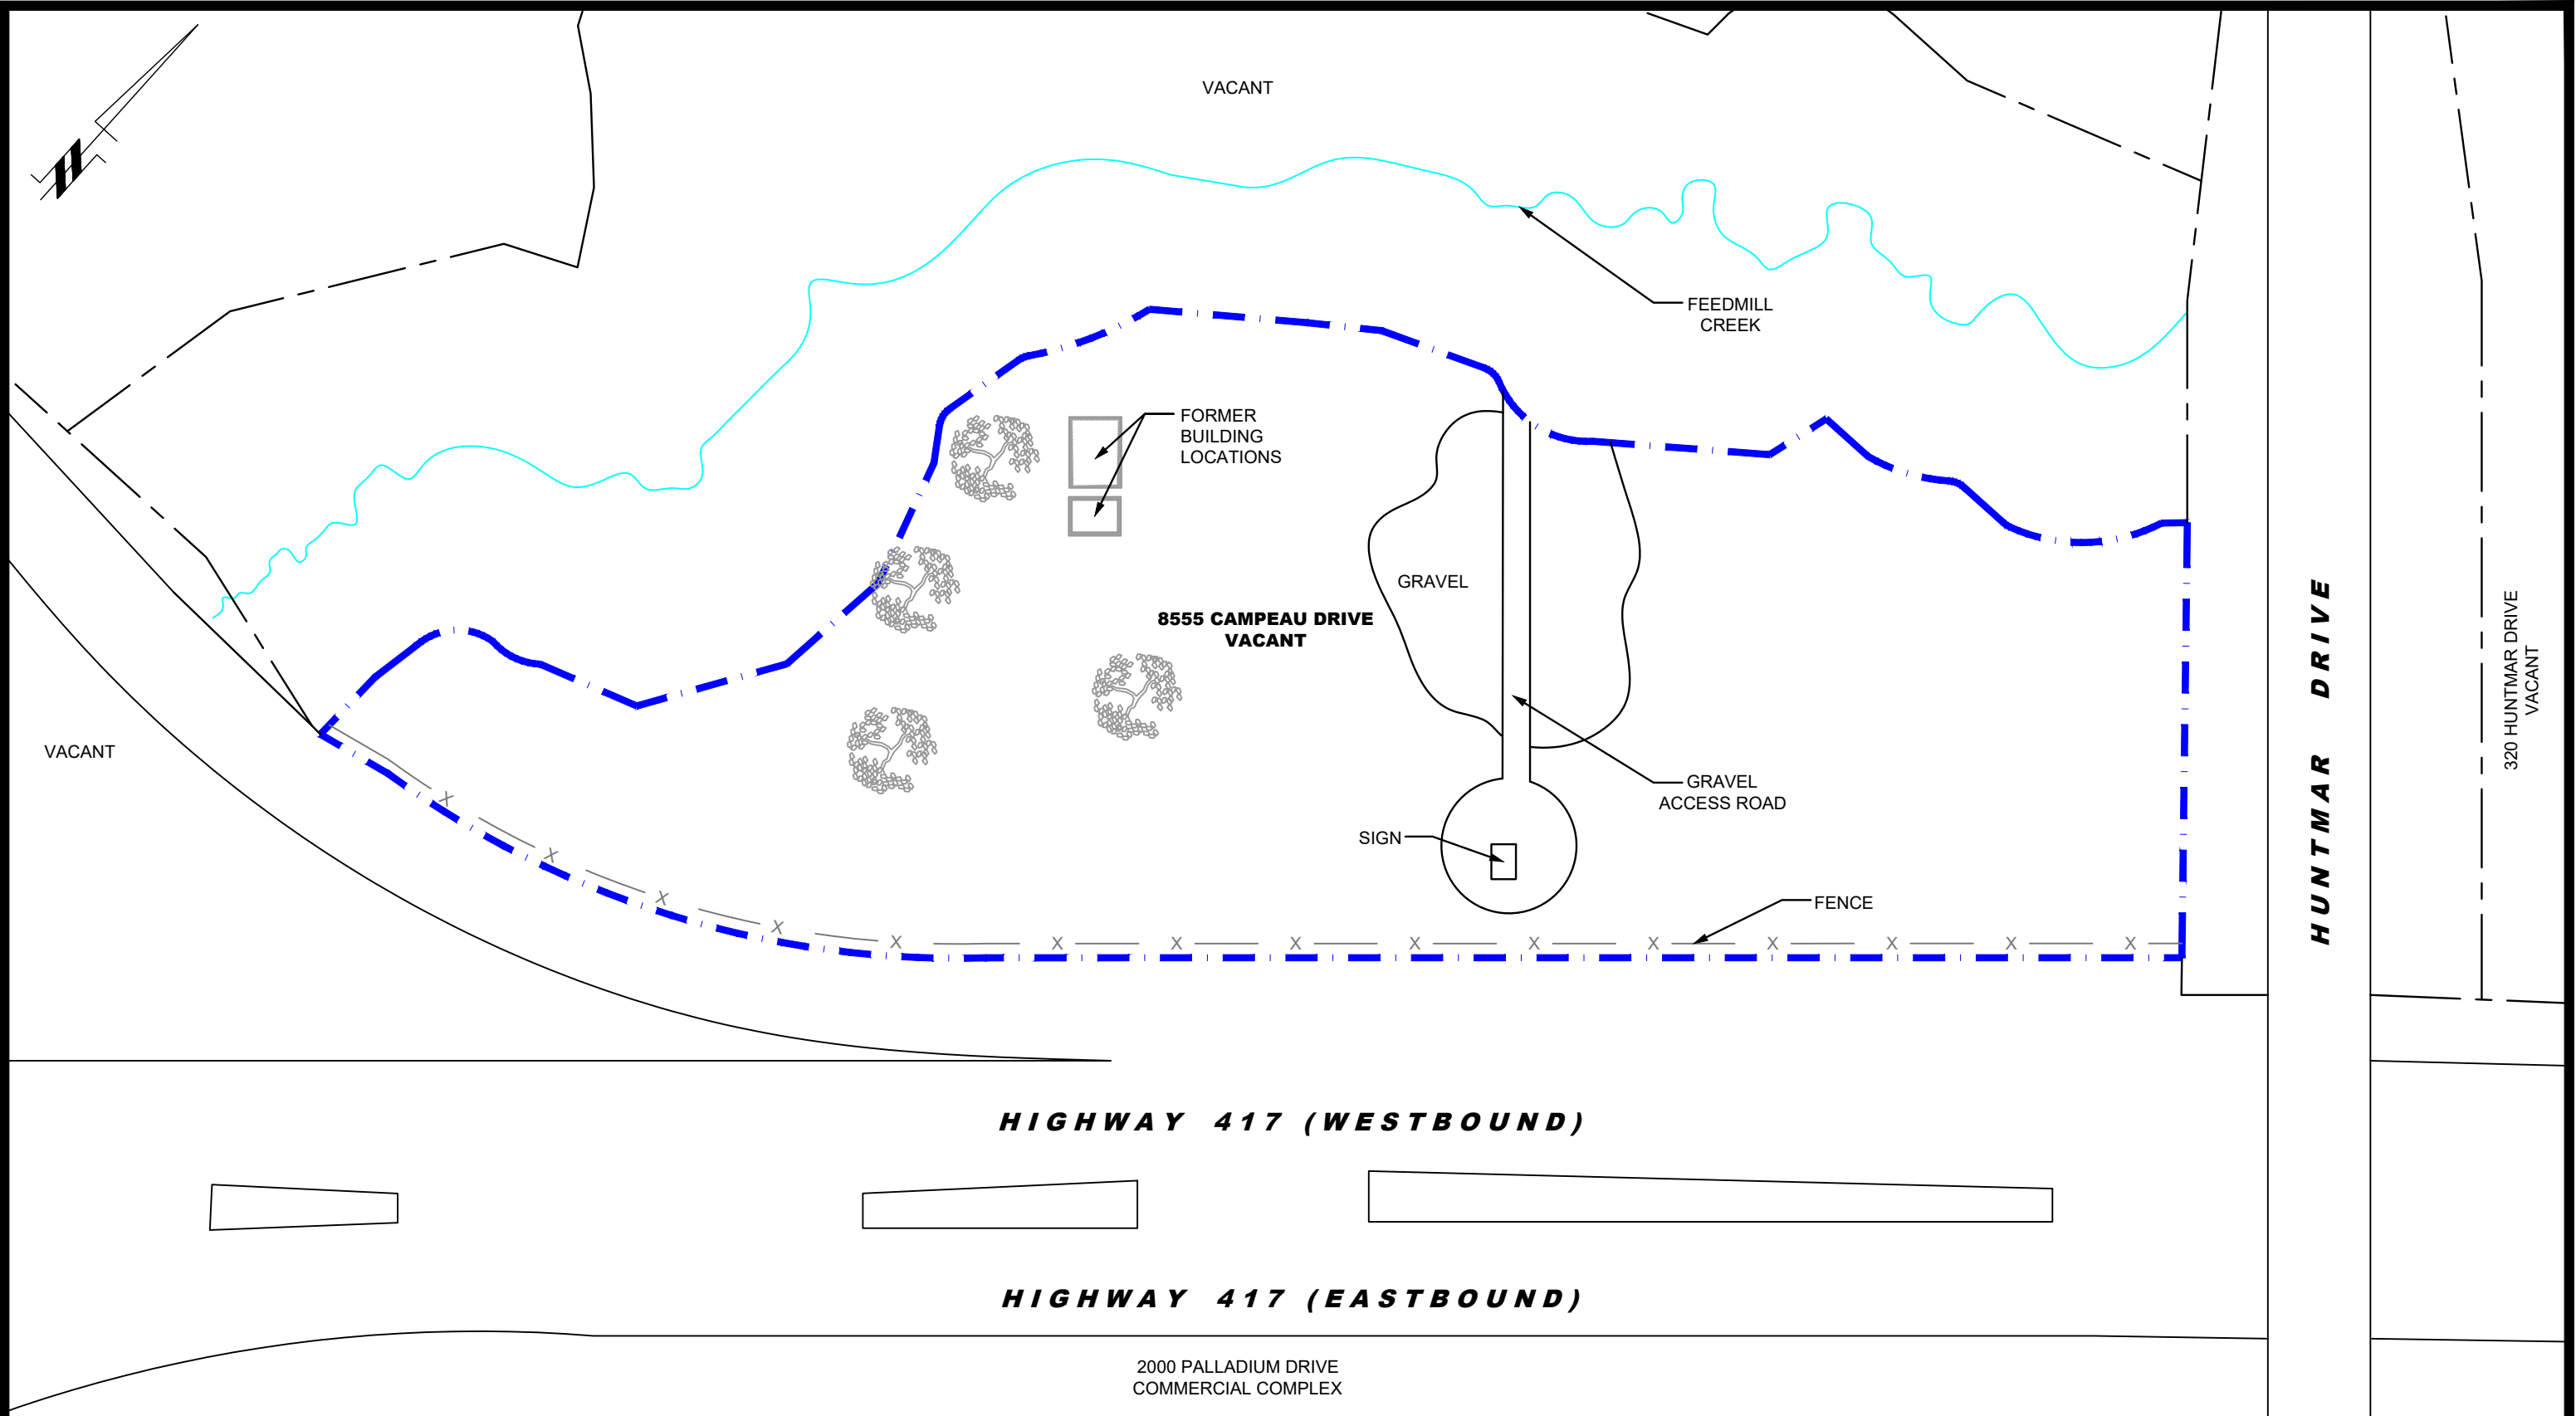 VACANT
FEEDMILL
CREEK
FORMER
BUILDING
LOCATIONS
GRAVEL
8555 CAMPEAU DRIVE
VACANT
HUNTMAR DRIVE
320 HUNTMAR DRIVE
VACANT
VACANT
GRAVEL
ACCESS ROAD
SIGN
FENCE
X X X X X X X X X X X X X X X
HIGHWAY 417 (WESTBOUND)
HIGHWAY 417 (EASTBOUND)
2000 PALLADIUM DRIVE
COMMERCIAL COMPLEX